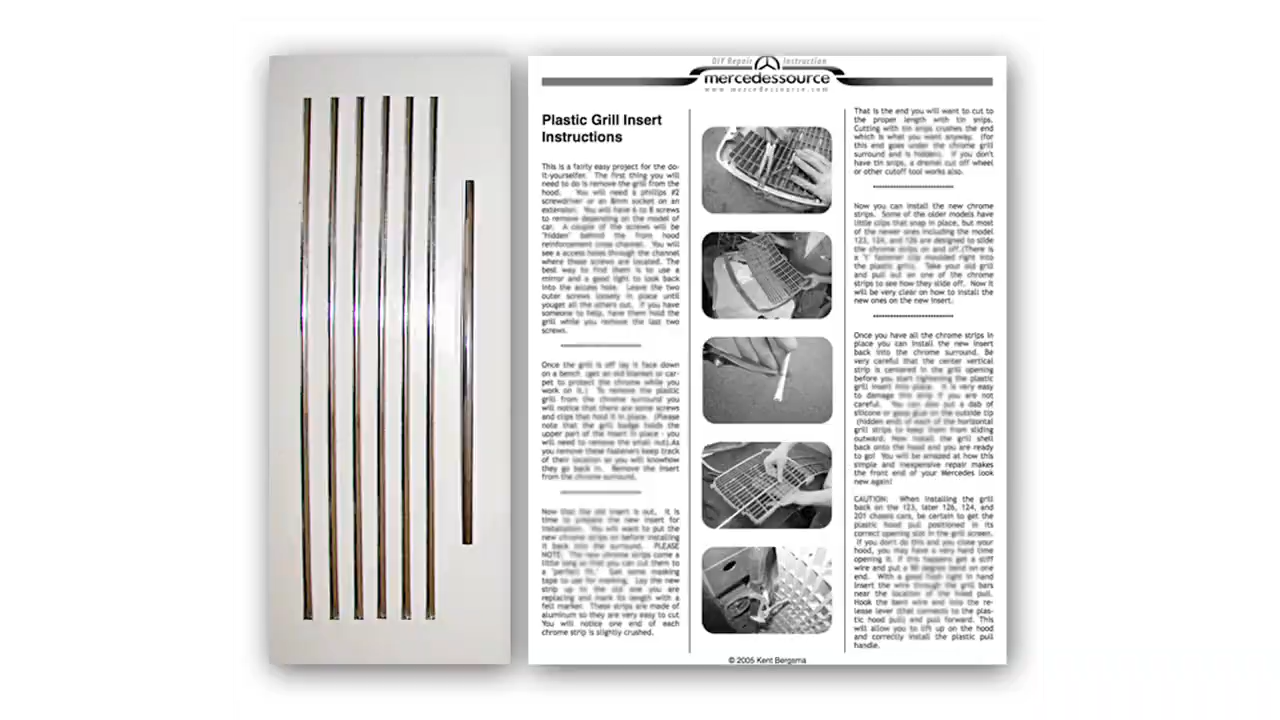 DIY Repair Instruction
mercedessource
www.mercedessource.com
Plastic Grill Insert
Instructions
This is a fairly easy project for the do-
it-yourselfer. The first thing you will
need to do is remove the grill from the
hood. You will need a phillips #2
screwdriver or an 8mm socket on an
extension. You will have 6 to 8 screws
to remove depending on the model of
car. A couple of the screws will be
"hidden" behind the front hood
reinforcement cross channel. You will
see a access holes through the channel
where these screws are located. The
best way to find them is to use a
mirror and a good light to look back
into the access hole. Leave the two
outer screws loosely in place until
youget all the others out. If you have
someone to help, have them hold the
grill while you remove the last two
screws.
Once the grill is off lay it face down
on a bench (get an old blanket or car-
pet to protect the chrome while you
work on it.) To remove the plastic
grill from the chrome surround you
will notice that there are some screws
and clips that hold it in place. (Please
note that the grill badge holds the
upper part of the insert in place - you
will need to remove the small nut).As
you remove these fasteners keep track
of their location so you will knowhow
they go back in. Remove the insert
from the chrome surround.
Now that the old insert is out, it is
time to prepare the new insert for
installation. You will want to put the
new chrome strips on before installing
it back into the surround. PLEASE
NOTE: The new chrome strips come a
little long so that you can cut them to
a "perfect fit." Get some masking
tape to use for marking. Lay the new
strip up to the old one you are
replacing and mark its length with a
felt marker. These strips are made of
aluminum so they are very easy to cut
You will notice one end of each
chrome strip is slightly crushed.
© 2005 Kent Bergsma
That is the end you will want to cut to
the proper length with tin snips.
Cutting with tin snips crushes the end
which is what you want anyway. (for
this end goes under the chrome grill
surround and is hidden). If you don't
have tin snips, a dremel cut off wheel
or other cutoff tool works also.
Now you can install the new chrome
strips. Some of the older models have
little clips that snap in place, but most
of the newer ones including the model
123, 124, and 126 are designed to slide
the chrome strips on and off.(There is
a "t" fastener clip moulded right into
the plastic grill). Take your old grill
and pull out on one of the chrome
strips to see how they slide off. Now it
will be very clear on how to install the
new ones on the new insert.
Once you have all the chrome strips in
place you can install the new insert
back into the chrome surround. Be
very careful that the center vertical
strip is centered in the grill opening
before you start tightening the plastic
grill insert into place. It is very easy
to damage this strip if you are not
careful. You can also put a dab of
silicone or goop glue on the outside tip
(hidden end) of each of the horizontal
grill strips to keep them from sliding
outward. Now install the grill shell
back onto the hood and you are ready
to go! You will be amazed at how this
simple and inexpensive repair makes
the front end of your Mercedes look
new again!
CAUTION: When installing the grill
back on the 123, later 126, 124, and
201 chassis cars, be certain to get the
plastic hood pull positioned in its
correct opening slot in the grill screen.
If you don't do this and you close your
hood, you may have a very hard time
opening it. If this happens get a stiff
wire and put a 90 degree bend on one
end. With a good flash light in hand
insert the wire through the grill bars
near the location of the hood pull.
Hook the bent wire end into the re-
lease lever (that connects to the plas-
tic hood pull) and pull forward. This
will allow you to lift up on the hood
and correctly install the plastic pull
handle.